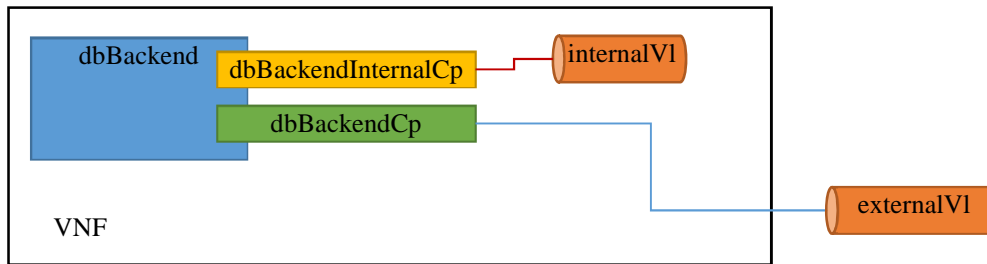 dbBackend
dbBackendInternalCp
internalVl
dbBackendCp
externalVl
VNF